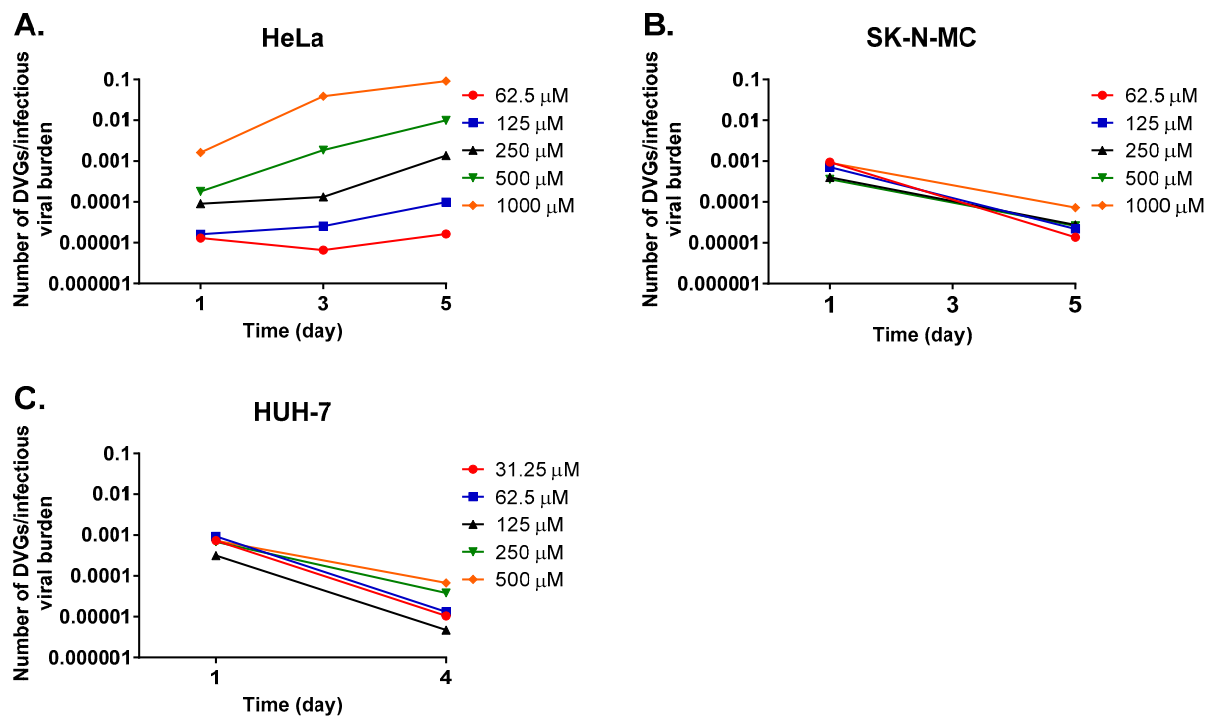 A.
HeLa
Number of DVGs/infectious
viral burden
0.1
0.01
0.001
0.0001
0.00001
0.000001
1
3
5
Time (day)
62.5 μM
125 μM
250 μM
500 μM
1000 μM
B.
SK-N-MC
Number of DVGs/infectious
viral burden
0.1
0.01
0.001
0.0001
0.00001
0.000001
1
3
5
Time (day)
62.5 μM
125 μM
250 μM
500 μM
1000 μM
C.
HUH-7
Number of DVGs/infectious
viral burden
0.1
0.01
0.001
0.0001
0.00001
0.000001
1
4
Time (day)
31.25 μM
62.5 μM
125 μM
250 μM
500 μM